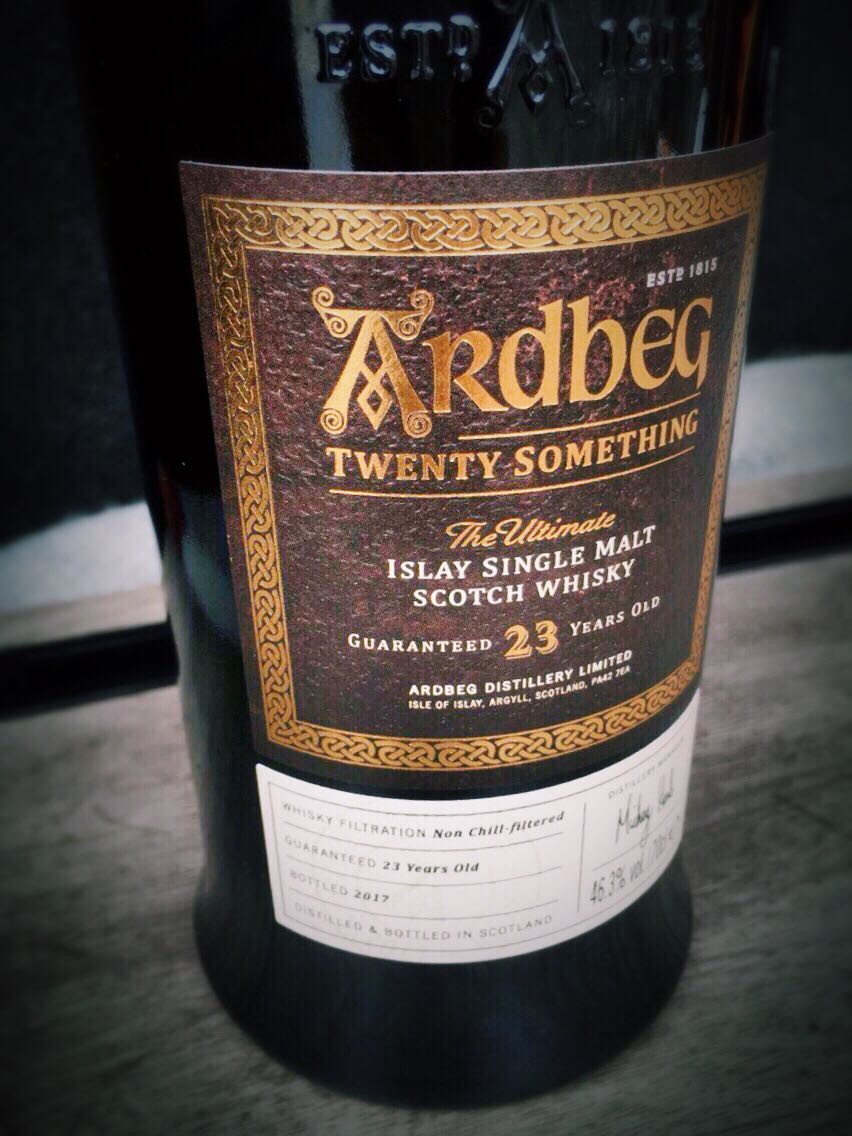 ESTD 1815
ESTD 1815
Ardbeg
TWENTY SOMETHING
The Ultimate
ISLAY SINGLE MALT
SCOTCH WHISKY
GUARANTEED 23 YEARS OLD
ARDBEG DISTILLERY LIMITED
ISLE OF ISLAY, ARGYLL, SCOTLAND, PA42 7EA
WHISKY FILTRATION Non Chill-filtered
GUARANTEED 23 Years Old
BOTTLED 2017
DISTILLED & BOTTLED IN SCOTLAND
DISTILLERY
46.3% vol